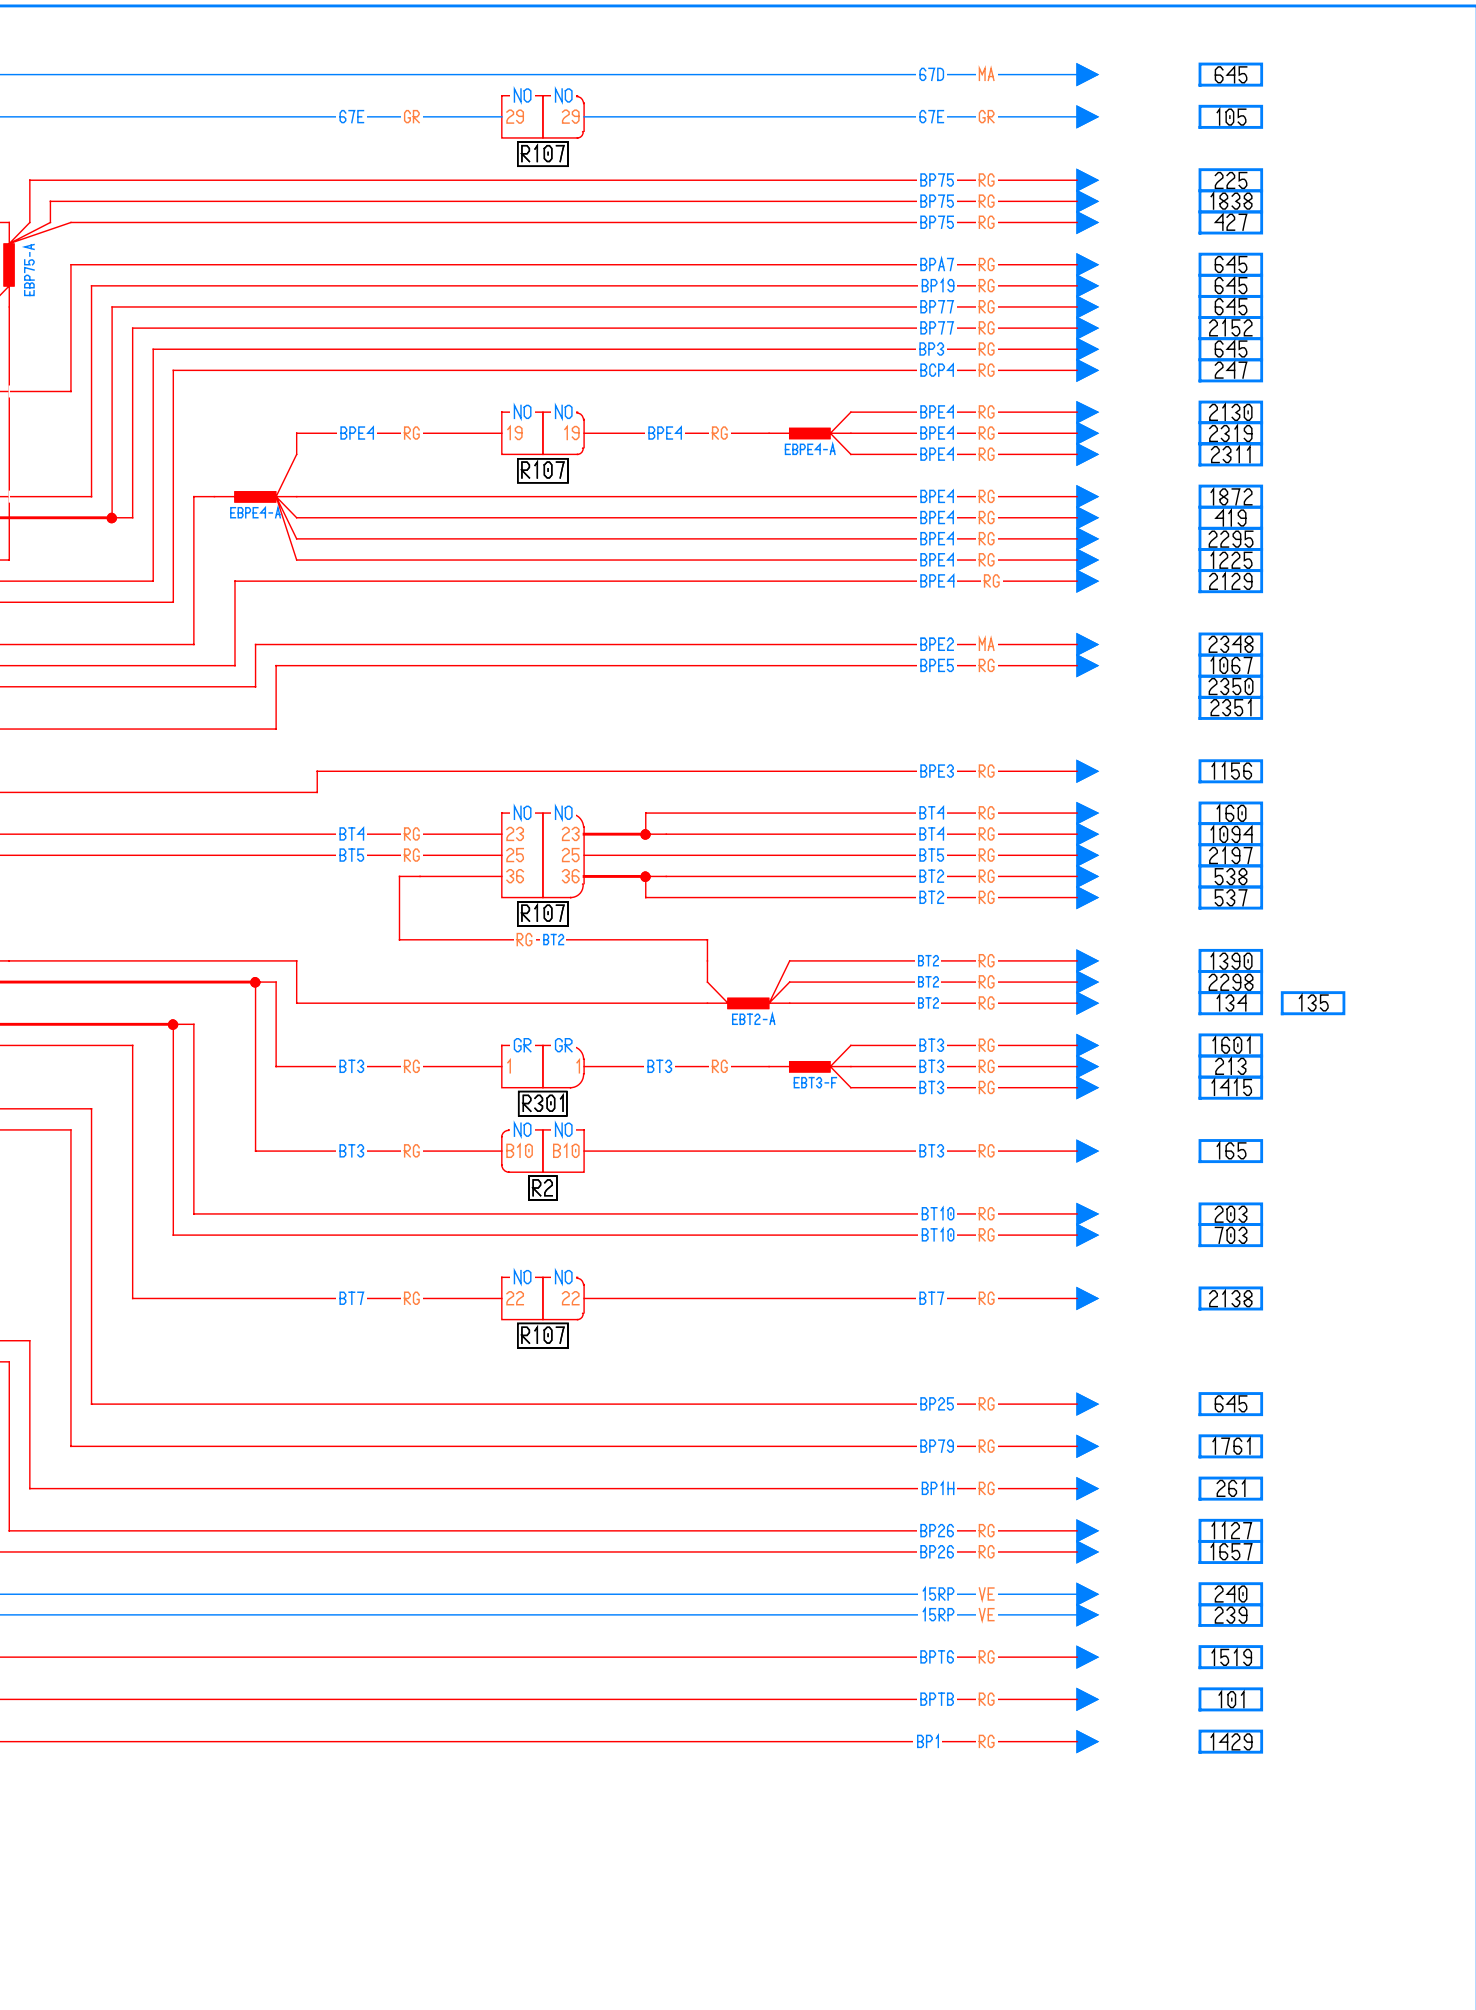 67D MA 645
NO NO
67E GR 29 29 67E GR 105
R107
BP75 RG 225
BP75 RG 1838
BP75 RG 427
EBP75-A
BPA7 RG 645
BP19 RG 645
BP77 RG 645
BP77 RG 2152
BP3 RG 645
BCP4 RG 247
NO NO BPE4 RG 2130
BPE4 RG 19 19 BPE4 RG BPE4 RG 2319
EBPE4-A BPE4 RG 2311
R107
BPE4 RG 1872
EBPE4-A BPE4 RG 419
BPE4 RG 2295
BPE4 RG 1225
BPE4 RG 2129
BPE2 MA 2348
BPE5 RG 1067
2350
2351
BPE3 RG 1156
NO NO BT4 RG 160
BT4 RG 23 23 BT4 RG 1094
BT5 RG 25 25 BT5 RG 2197
36 36 BT2 RG 538
BT2 RG 537
R107
RG-BT2
BT2 RG 1390
BT2 RG 2298
BT2 RG 134 135
EBT2-A
GR GR BT3 RG 1601
BT3 RG 1 1 BT3 RG BT3 RG 213
EBT3-F BT3 RG 1415
R301
NO NO
BT3 RG B10 B10 BT3 RG 165
R2
BT10 RG 203
BT10 RG 703
NO NO
BT7 RG 22 22 BT7 RG 2138
R107
BP25 RG 645
BP79 RG 1761
BP1H RG 261
BP26 RG 1127
BP26 RG 1657
15RP VE 240
15RP VE 239
BPT6 RG 1519
BPTB RG 101
BP1 RG 1429